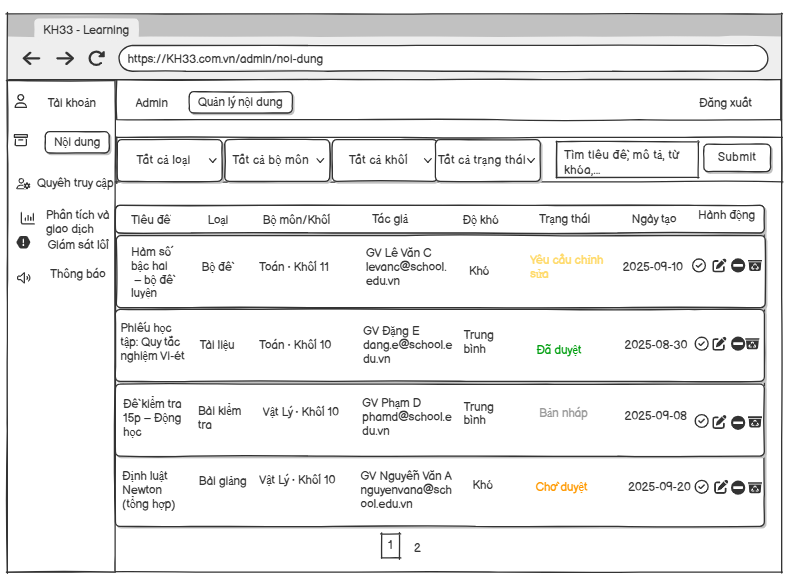 KH33 - Learning
https://KH33.com.vn/admin/noi-dung
Tài khoản
Admin
Quản lý nội dung
Đăng xuất
Nội dung
Tất cả loại
Tất cả bộ môn
Tất cả khối
Tất cả trạng thái
Tìm tiêu đề, mô tả, từ
khóa,...
Submit
Quyền truy cập
Phân tích và
giao dịch
Giám sát lỗi
Thông báo
Tiêu đề
Loại
Bộ môn/Khối
Tác giả
Độ khó
Trạng thái
Ngày tạo
Hành động
Hàm số
bậc hai
– bộ đề
luyện
Bộ đề
Toán · Khối 11
GV Lê Văn C
levanc@school.
edu.vn
Khó
Yêu cầu chỉnh
sửa
2025-09-10
Phiếu học
tập: Quy tắc
nghiệm Vi-ét
Tài liệu
Toán · Khối 10
GV Đặng E
dang.e@school.e
du.vn
Trung
bình
Đã duyệt
2025-08-30
Đề kiểm tra
15p – Động
học
Bài kiểm
tra
Vật Lý · Khối 10
GV Phạm D
phamd@school.e
du.vn
Trung
bình
Bản nháp
2025-09-08
Định luật
Newton
(tổng hợp)
Bài giảng
Vật Lý · Khối 10
GV Nguyễn Văn A
nguyenvana@sch
ool.edu.vn
Khó
Chờ duyệt
2025-09-20
1
2